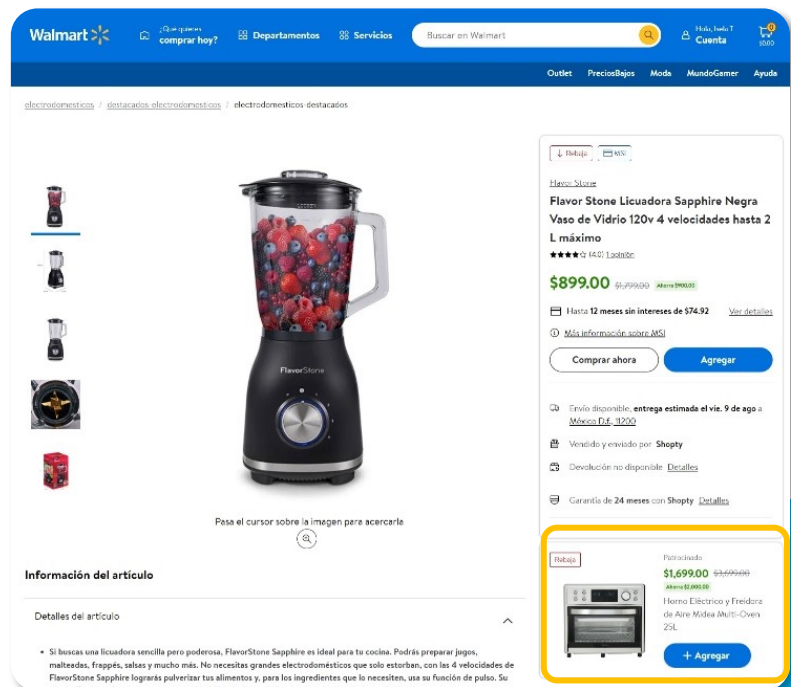 Walmart
¿Qué quieres
comprar hoy?
Departamentos
Servicios
Buscar en Walmart
Hola, Ivela T
Cuenta
0
$0.00
Outlet PreciosBajos Moda MundoGamer Ayuda
electrodomesticos / destacados-electrodomesticos / electrodomesticos-destacados
FlavorStone
Pasa el cursor sobre la imagen para acercarla
Rebaja MSI
Flavor Stone
Flavor Stone Licuadora Sapphire Negra
Vaso de Vidrio 120v 4 velocidades hasta 2
L máximo
(4.0) 1 opinión
$899.00 $1,799.00 Ahorra $900.00
Hasta 12 meses sin intereses de $74.92 Ver detalles
Más información sobre MSI
Comprar ahora Agregar
Envío disponible, entrega estimada el vie. 9 de ago a
México D.f., 11200
Vendido y enviado por Shopty
Devolución no disponible Detalles
Garantía de 24 meses con Shopty Detalles
Rebaja
Patrocinado
$1,699.00 $3,699.00
Ahorra $2,000.00
Horno Eléctrico y Freidora
de Aire Midea Multi-Oven
25L
+ Agregar
Información del artículo
Detalles del artículo
• Si buscas una licuadora sencilla pero poderosa, FlavorStone Sapphire es ideal para tu cocina. Podrás preparar jugos,
malteadas, frappés, salsas y mucho más. No necesitas grandes electrodomésticos que solo estorban, con las 4 velocidades de
FlavorStone Sapphire lograrás pulverizar tus alimentos y, para los ingredientes que lo necesiten, usa su función de pulso. Su